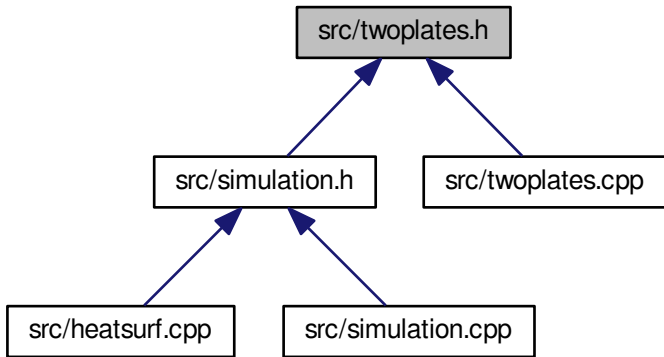 src/twoplates.h
src/simulation.h
src/twoplates.cpp
src/heatsurf.cpp
src/simulation.cpp